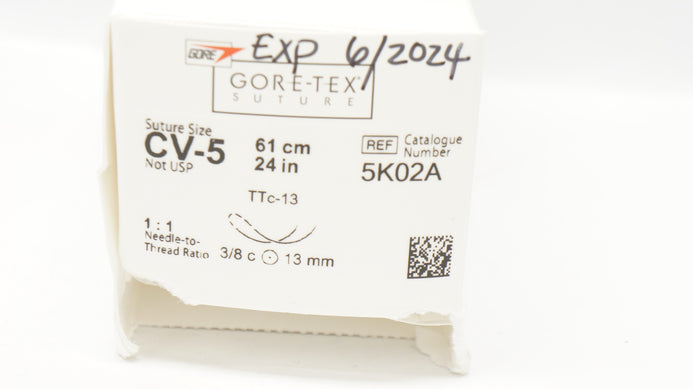 GORE EXP 6/2024
GORE-TEX®
SUTURE
Suture Size
CV-5
Not USP
61 cm
24 in
REF Catalogue Number
5K02A
TTc-13
1 : 1
Needle-to-
Thread Ratio
3/8 c 13 mm